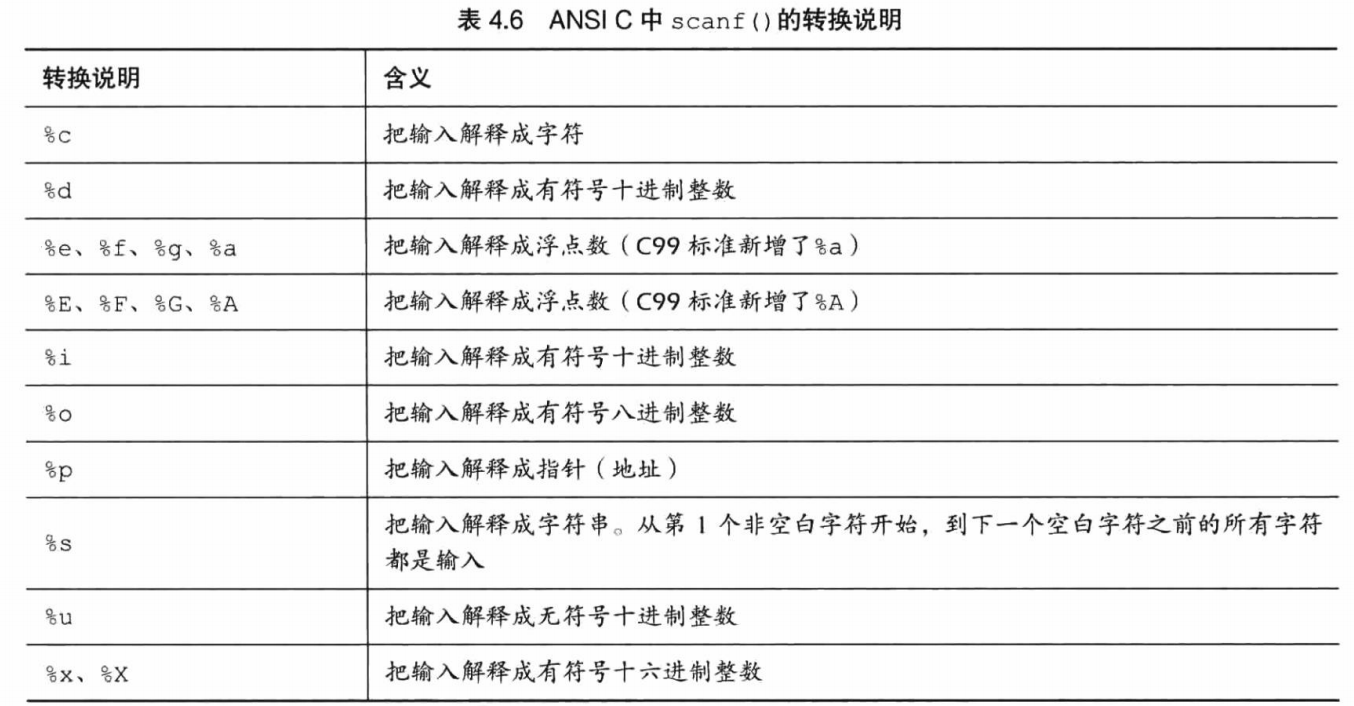 表 4.6 ANSI C 中 scanf()的转换说明
转换说明 含义
%c 把输入解释成字符
%d 把输入解释成有符号十进制整数
%e、%f、%g、%a 把输入解释成浮点数（C99 标准新增了%a）
%E、%F、%G、%A 把输入解释成浮点数（C99 标准新增了%A）
%i 把输入解释成有符号十进制整数
%o 把输入解释成有符号八进制整数
%p 把输入解释成指针（地址）
%s 把输入解释成字符串。从第 1 个非空白字符开始，到下一个空白字符之前的所有字符
都是输入
%u 把输入解释成无符号十进制整数
%x、%X 把输入解释成有符号十六进制整数